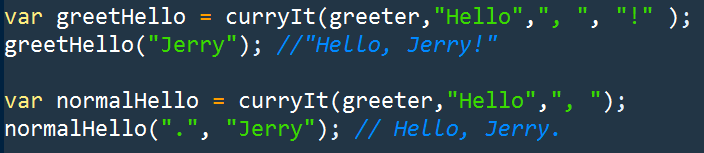 var greetHello = curryIt(greeter,"Hello",", ", "!" );
greetHello("Jerry"); //"Hello, Jerry!"
var normalHello = curryIt(greeter,"Hello",", ");
normalHello(".", "Jerry"); // Hello, Jerry.